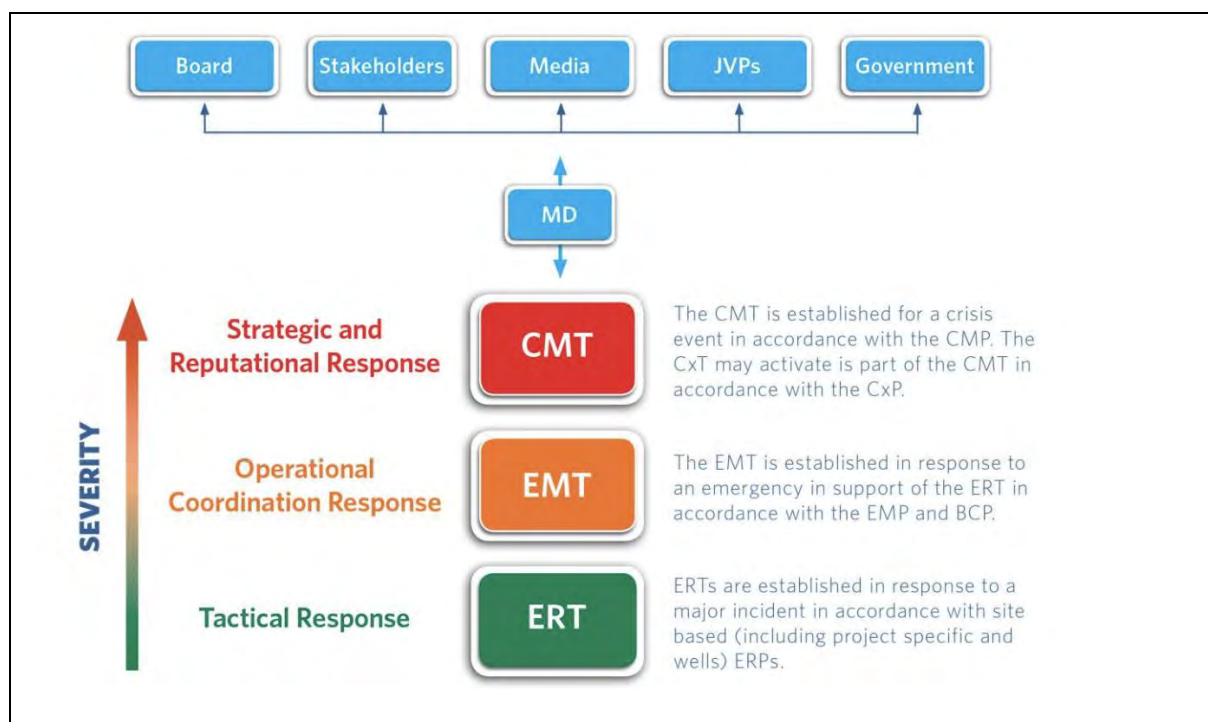 Board
Stakeholders
Media
JVPs
Government
MD
SEVERITY
Strategic and
Reputational Response
CMT
The CMT is established for a crisis
event in accordance with the CMP. The
CxT may activate is part of the CMT in
accordance with the CxP.
Operational
Coordination Response
EMT
The EMT is established in response to
an emergency in support of the ERT in
accordance with the EMP and BCP.
Tactical Response
ERT
ERTs are established in response to a
major incident in accordance with site
based (including project specific and
wells) ERPs.